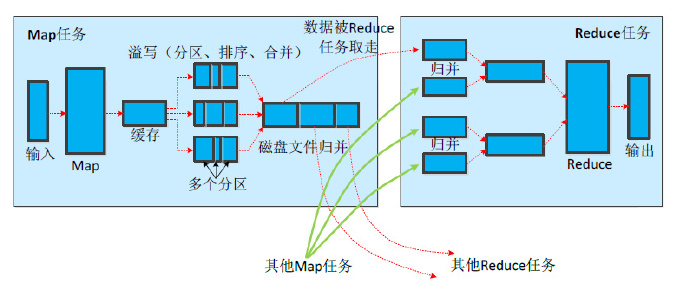 Map任务
溢写（分区、排序、合并）
数据被Reduce
任务取走
Reduce任务
归并
输入
Map
缓存
磁盘文件归并
多个分区
归并
Reduce
输出
其他Map任务
其他Reduce任务